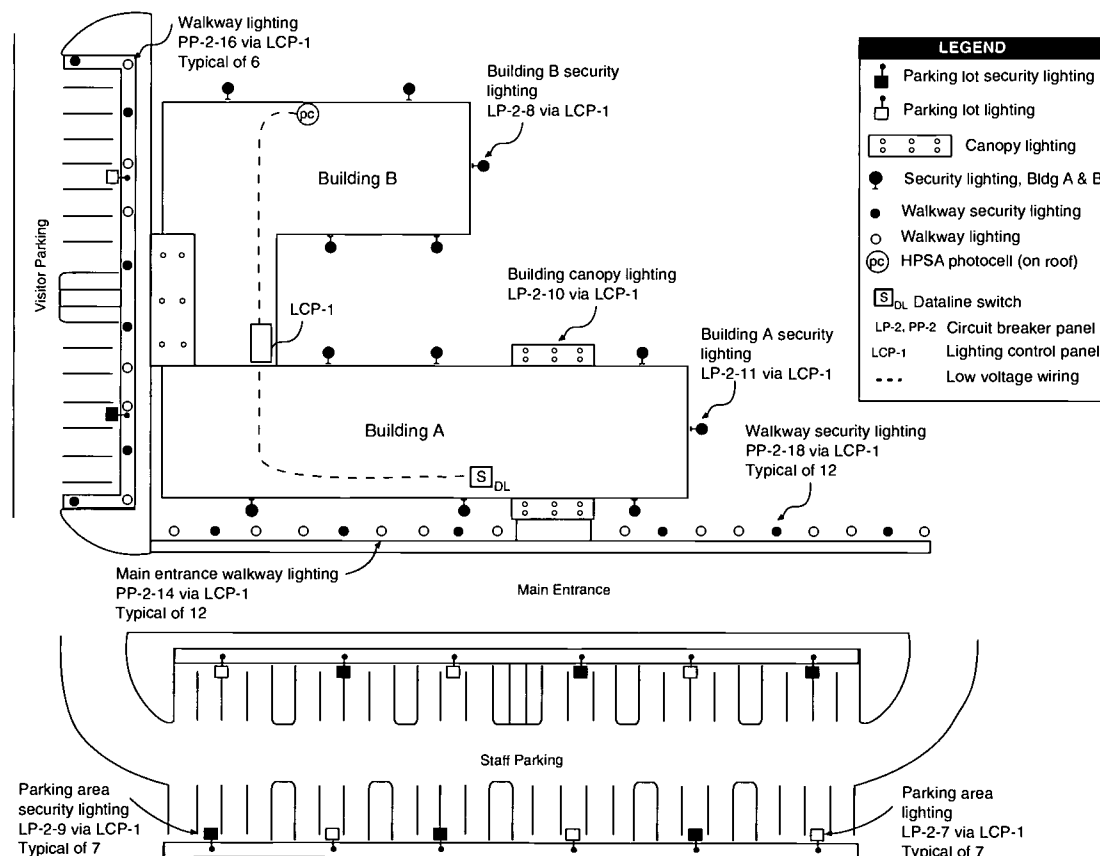 Walkway lighting
PP-2-16 via LCP-1
Typical of 6
Building B security
lighting
LP-2-8 via LCP-1
pc
Building B
Visitor Parking
LCP-1
Building canopy lighting
LP-2-10 via LCP-1
Building A security
lighting
LP-2-11 via LCP-1
Building A
S DL
Walkway security lighting
PP-2-18 via LCP-1
Typical of 12
Main entrance walkway lighting
PP-2-14 via LCP-1
Typical of 12
Main Entrance
Staff Parking
Parking area
security lighting
LP-2-9 via LCP-1
Typical of 7
Parking area
lighting
LP-2-7 via LCP-1
Typical of 7
LEGEND
Parking lot security lighting
Parking lot lighting
Canopy lighting
Security lighting, Bldg A & B
Walkway security lighting
Walkway lighting
pc HPSA photocell (on roof)
S DL Dataline switch
LP-2, PP-2 Circuit breaker panel
LCP-1 Lighting control panel
Low voltage wiring